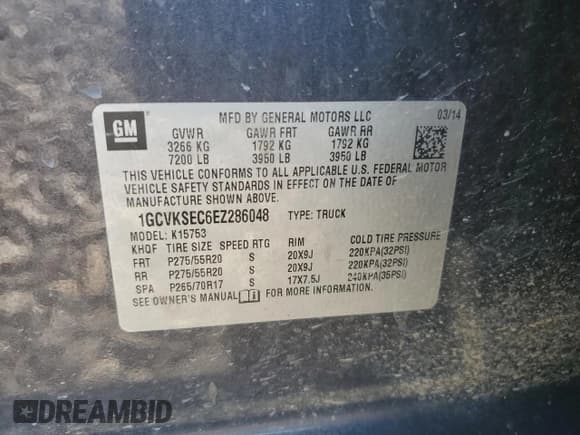 MFD BY GENERAL MOTORS LLC 03/14
GM
GVWR GAWR FRT GAWR RR
3266 KG 1792 KG 1792 KG
7200 LB 3950 LB 3950 LB
THIS VEHICLE CONFORMS TO ALL APPLICABLE U.S. FEDERAL MOTOR
VEHICLE SAFETY STANDARDS IN EFFECT ON THE DATE OF
MANUFACTURE SHOWN ABOVE.
1GCVKSEC6EZ286048 TYPE: TRUCK
MODEL: K15753
KHQF TIRE SIZE SPEED RTG RIM COLD TIRE PRESSURE
FRT P275/55R20 S 20X9J 220KPA(32PSI)
RR P275/55R20 S 20X9J 220KPA(32PSI)
SPA P265/70R17 S 17X7.5J 240KPA(35PSI)
SEE OWNER'S MANUAL FOR MORE INFORMATION.
DREAMBID